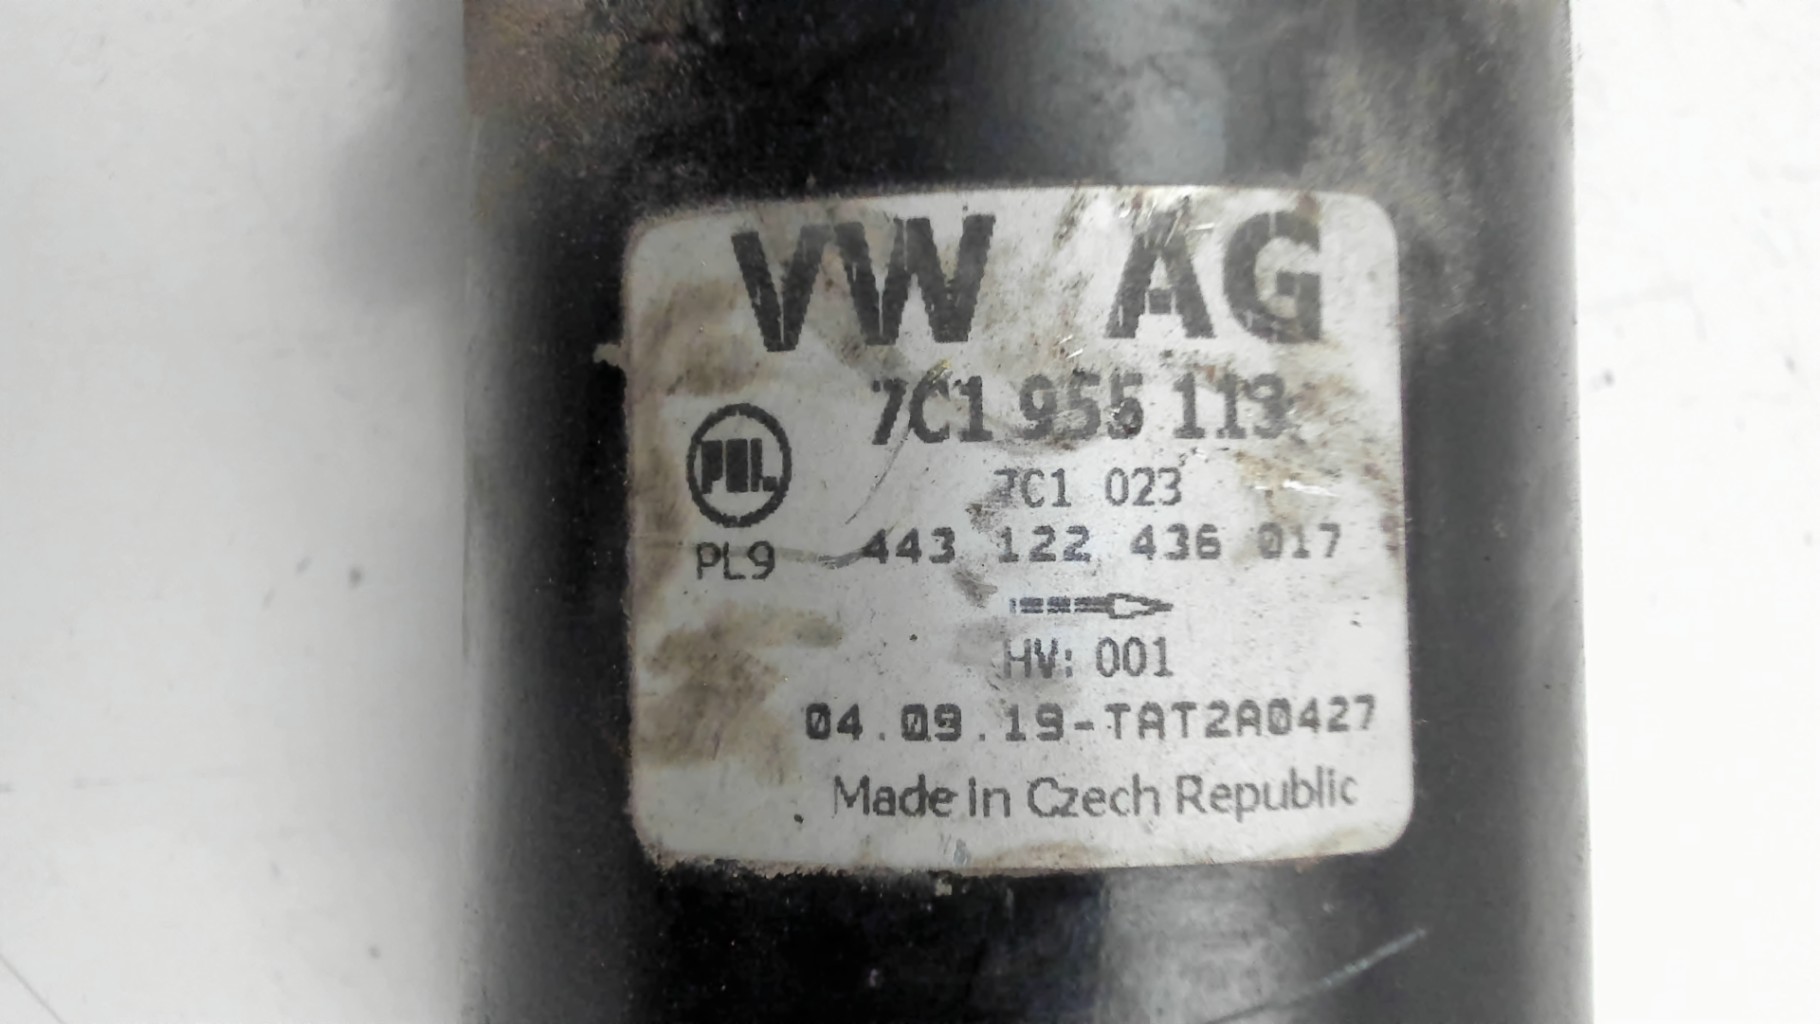 VW AG
7C1 955 113
PAL
7C1 023
PL9 443 122 436 017
HV: 001
04.09.19-TAT2A0427
Made In Czech Republic